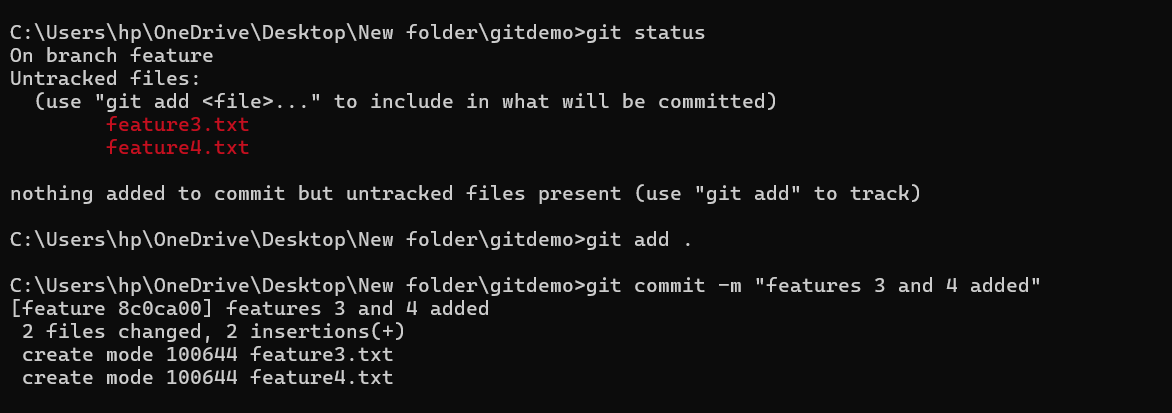 C:\Users\hp\OneDrive\Desktop\New folder\gitdemo>git status
On branch feature
Untracked files:
  (use "git add <file>..." to include in what will be committed)
        feature3.txt
        feature4.txt

nothing added to commit but untracked files present (use "git add" to track)

C:\Users\hp\OneDrive\Desktop\New folder\gitdemo>git add .

C:\Users\hp\OneDrive\Desktop\New folder\gitdemo>git commit -m "features 3 and 4 added"
[feature 8c0ca00] features 3 and 4 added
 2 files changed, 2 insertions(+)
 create mode 100644 feature3.txt
 create mode 100644 feature4.txt